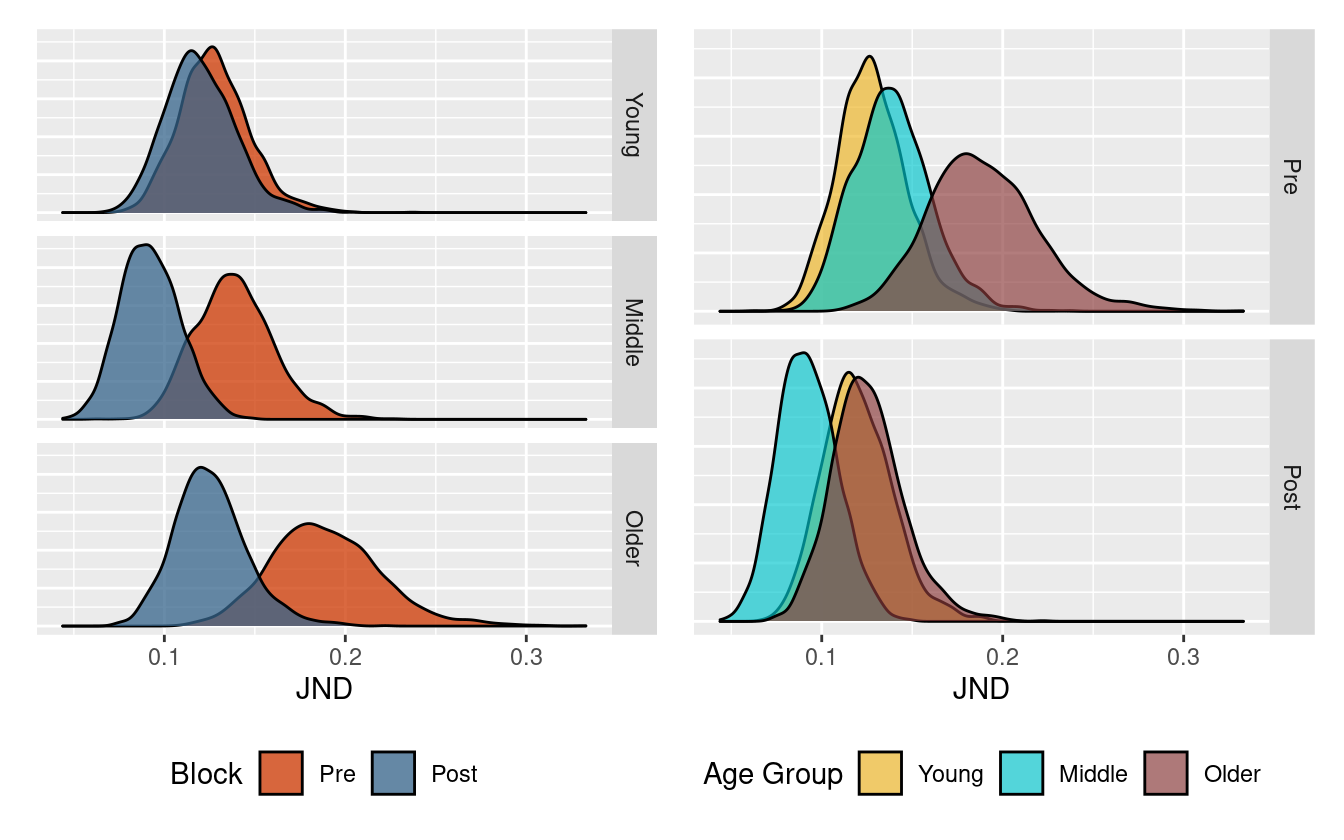 Young
Middle
Older
0.1 0.2 0.3
JND
Block Pre Post
Pre
Post
0.1 0.2 0.3
JND
Age Group Young Middle Older